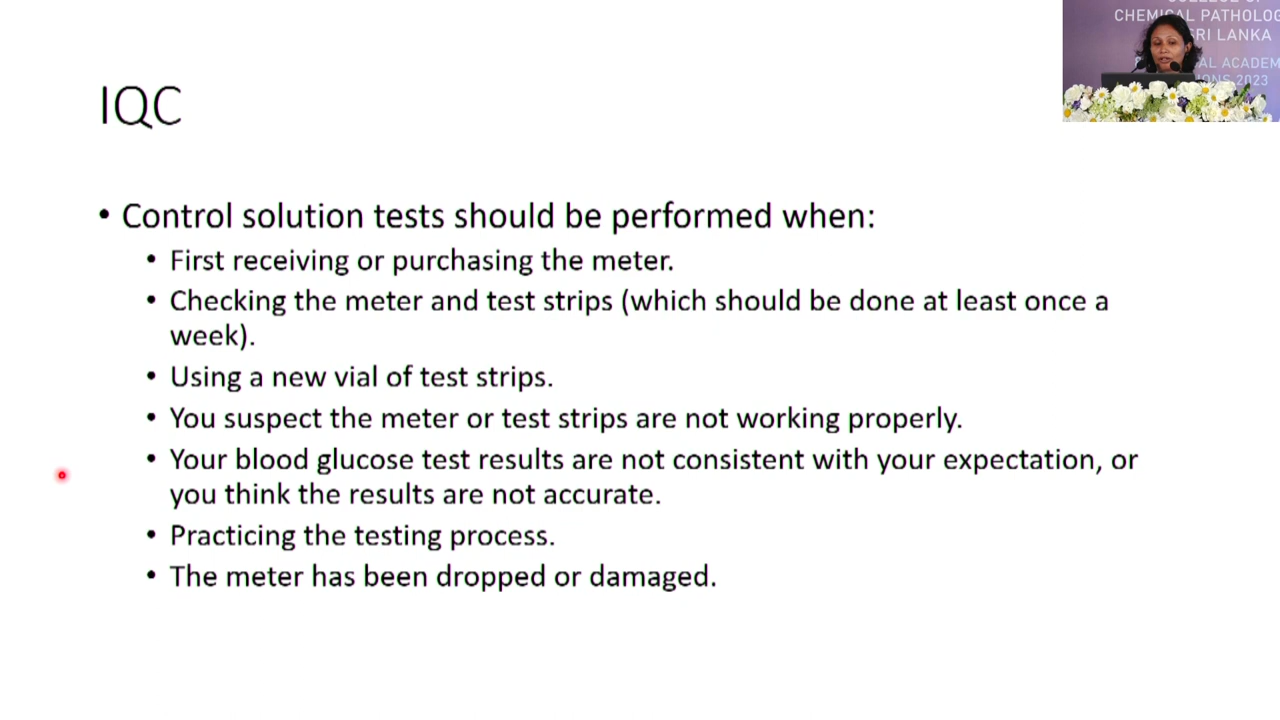 COLLEGE OF
CHEMICAL PATHOLOG
SRI LANKA
AL ACADEM
IONS 2023
IQC
• Control solution tests should be performed when:
• First receiving or purchasing the meter.
• Checking the meter and test strips (which should be done at least once a
week).
• Using a new vial of test strips.
• You suspect the meter or test strips are not working properly.
• Your blood glucose test results are not consistent with your expectation, or
you think the results are not accurate.
• Practicing the testing process.
• The meter has been dropped or damaged.